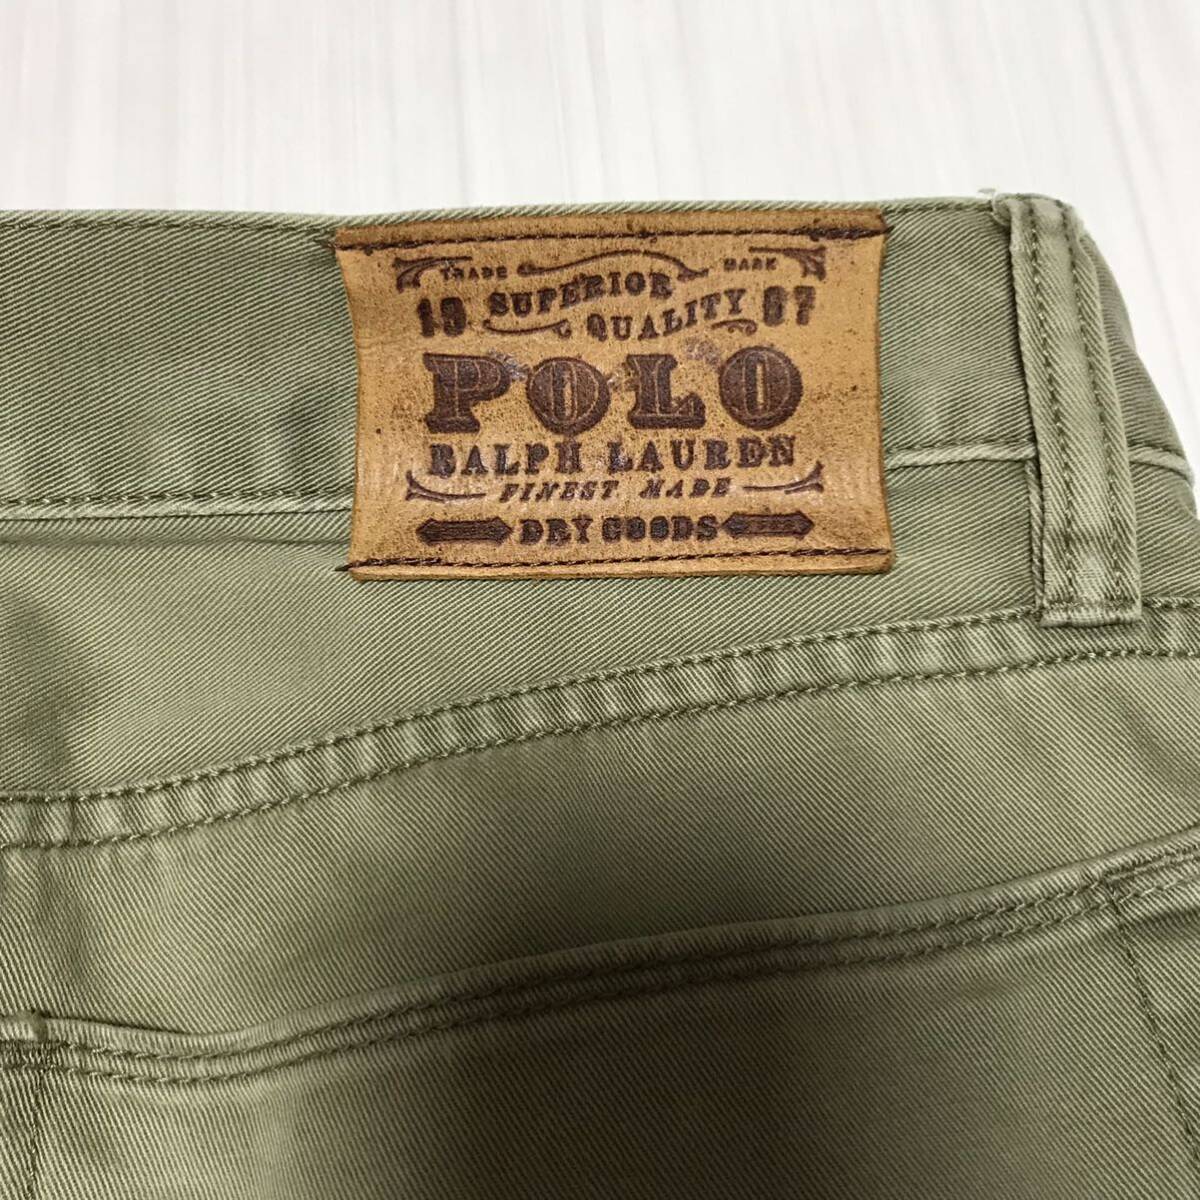 TRADE MARK
19 SUPERIOR 67
QUALITY
POLO
RALPH LAUREN
FINEST MADE
DRY GOODS